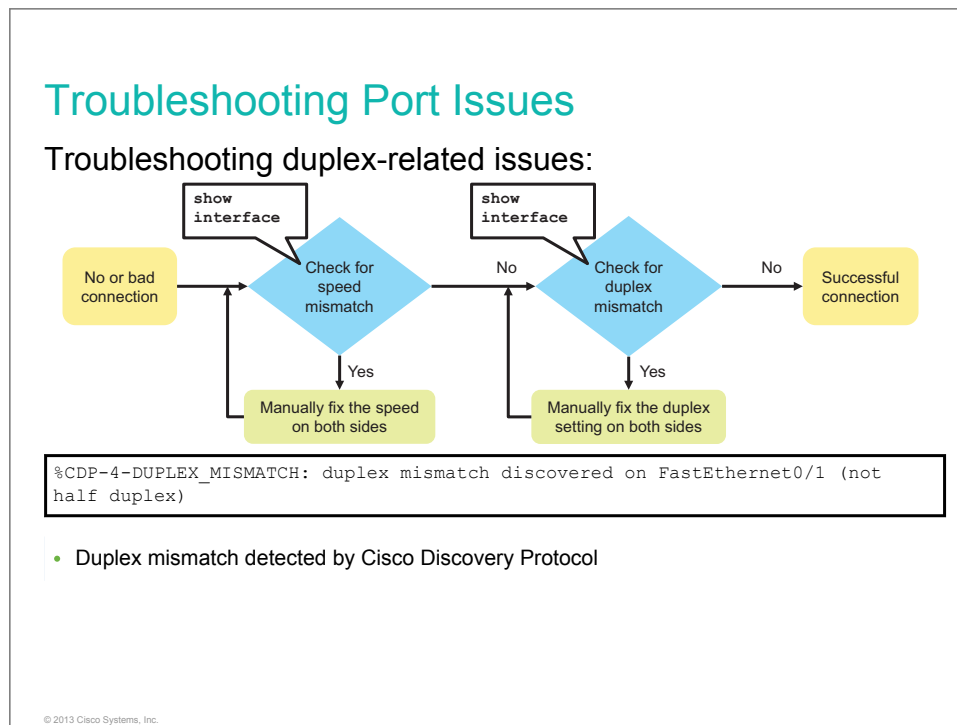 Troubleshooting Port Issues
Troubleshooting duplex-related issues:
show
interface
show
interface
No or bad
connection
Check for
speed
mismatch
No
Check for
duplex
mismatch
No
Successful
connection
Yes
Yes
Manually fix the speed
on both sides
Manually fix the duplex
setting on both sides
%CDP-4-DUPLEX_MISMATCH: duplex mismatch discovered on FastEthernet0/1 (not
half duplex)
• Duplex mismatch detected by Cisco Discovery Protocol
© 2013 Cisco Systems, Inc.